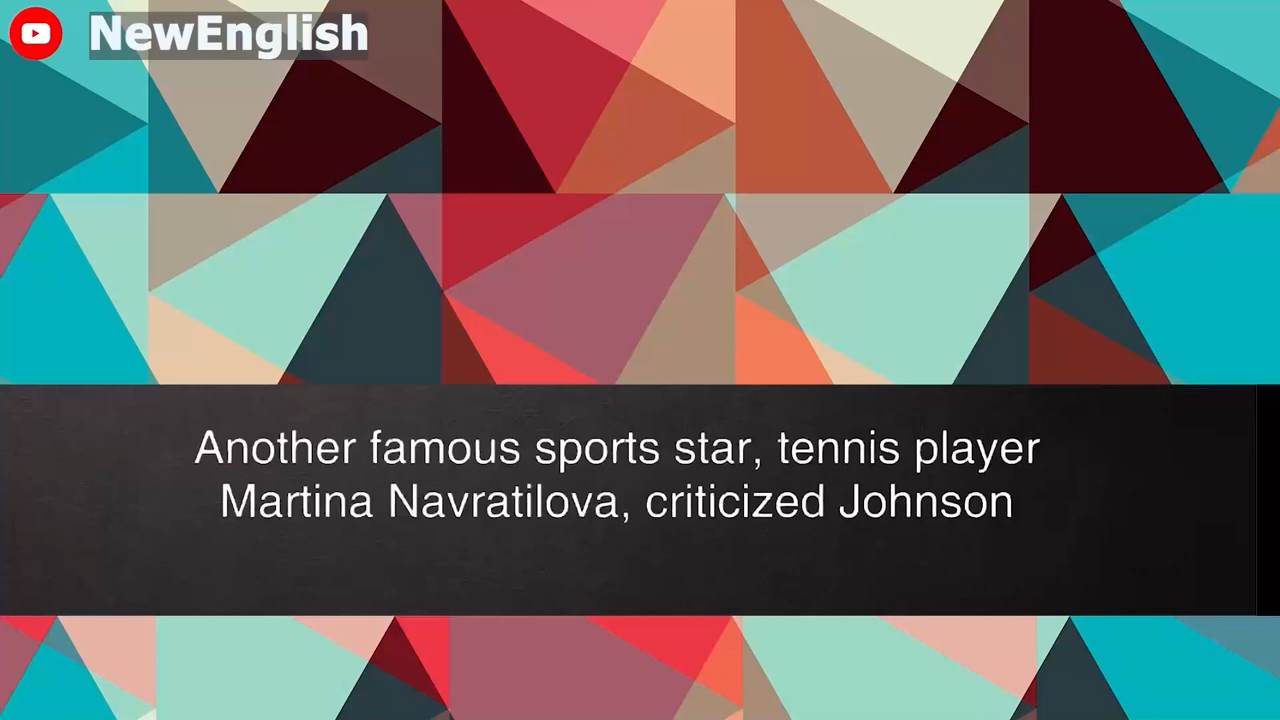 NewEnglish
Another famous sports star, tennis player
Martina Navratilova, criticized Johnson